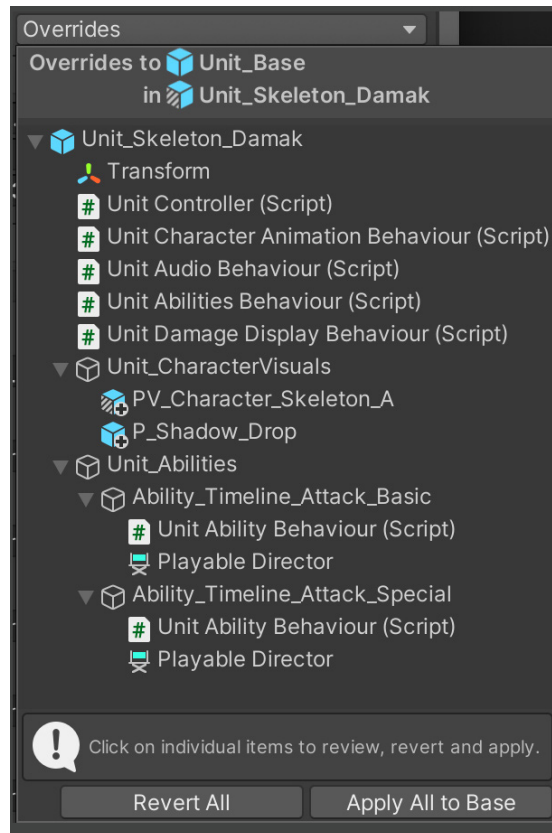 Overrides
Overrides to Unit_Base
in Unit_Skeleton_Damak
Unit_Skeleton_Damak
Transform
# Unit Controller (Script)
# Unit Character Animation Behaviour (Script)
# Unit Audio Behaviour (Script)
# Unit Abilities Behaviour (Script)
# Unit Damage Display Behaviour (Script)
Unit_CharacterVisuals
PV_Character_Skeleton_A
P_Shadow_Drop
Unit_Abilities
Ability_Timeline_Attack_Basic
# Unit Ability Behaviour (Script)
Playable Director
Ability_Timeline_Attack_Special
# Unit Ability Behaviour (Script)
Playable Director
Click on individual items to review, revert and apply.
Revert All Apply All to Base